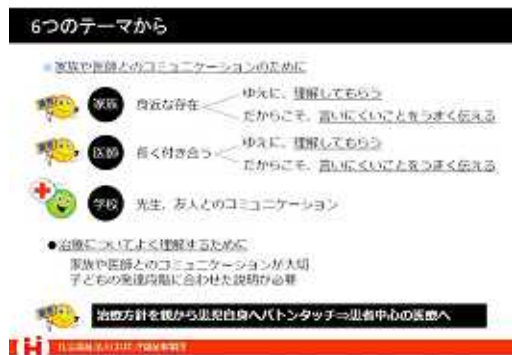 6つのテーマから
家族や医師とのコミュニケーションのために
家族 身近な存在
ゆえに、理解してもらう
だからこそ、言いにくいことをうまく伝える
医師 長く付き合う
ゆえに、理解してもらう
だからこそ、言いにくいことをうまく伝える
学校 先生、友人とのコミュニケーション
●治療についてよく理解するために
家族や医師とのコミュニケーションが大切
子どもの発達段階に合わせた説明が必要
治療方針を親から患児自身へバトンタッチ⇒患者中心の医療へ